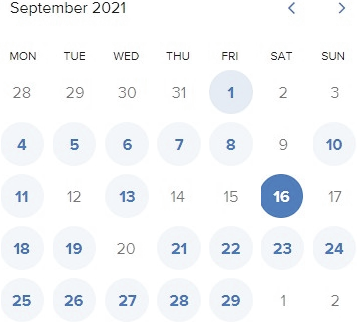 September 2021
MON TUE WED THU FRI SAT SUN
28 29 30 31 1 2 3
4 5 6 7 8 9 10
11 12 13 14 15 16 17
18 19 20 21 22 23 24
25 26 27 28 29 1 2